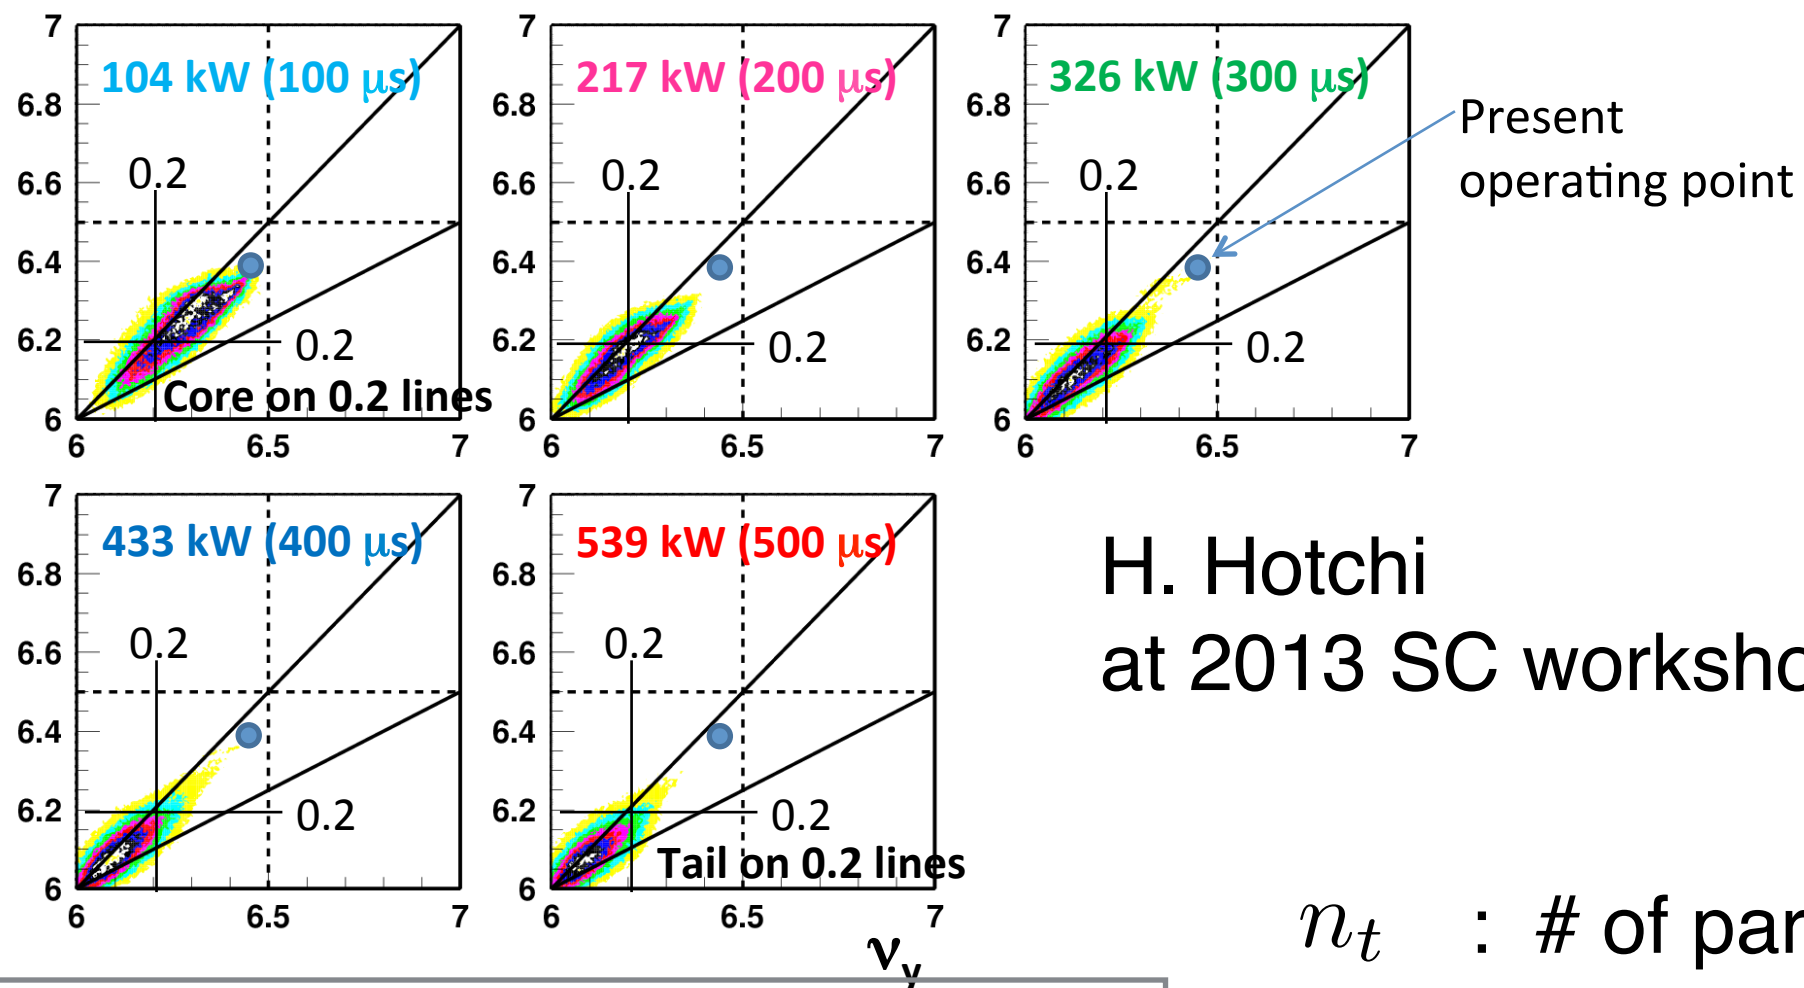 7 7 7
104 kW (100 μs) 217 kW (200 μs) 326 kW (300 μs)
6.8 6.8 6.8
Present
0.2 0.2 0.2
6.6 6.6 6.6
operating point
6.4 6.4 6.4
6.2 0.2 6.2 0.2 6.2 0.2
Core on 0.2 lines
6 6 6
6 6.5 7 6 6.5 7 6 6.5 7
7 7
433 kW (400 μs) 539 kW (500 μs)
H. Hotchi
6.8 6.8
0.2 0.2
6.6 6.6
at 2013 SC worksho
6.4 6.4
6.2 0.2 6.2 0.2
Tail on 0.2 lines
6 6
6 6.5 7 6 6.5 7
n_t : # of par
ν